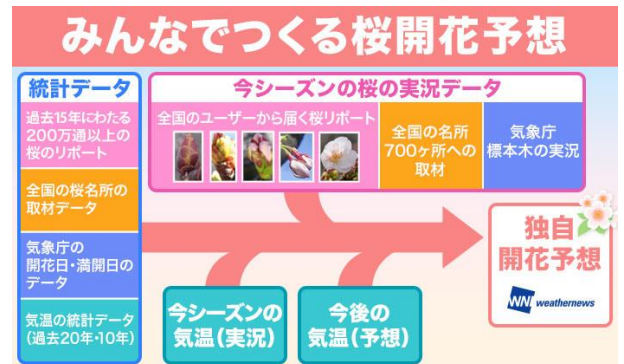 みんなでつくる桜開花予想
統計データ
過去15年にわたる
200万通以上の
桜のリポート
全国の桜名所の
取材データ
気象庁の
開花日・満開日の
データ
気温の統計データ
(過去20年・10年)
今シーズンの桜の実況データ
全国のユーザーから届く桜リポート
全国の名所
700ヶ所への
取材
気象庁
標本木の実況
今シーズンの
気温(実況)
今後の
気温(予想)
独自
開花予想
WNI weathernews